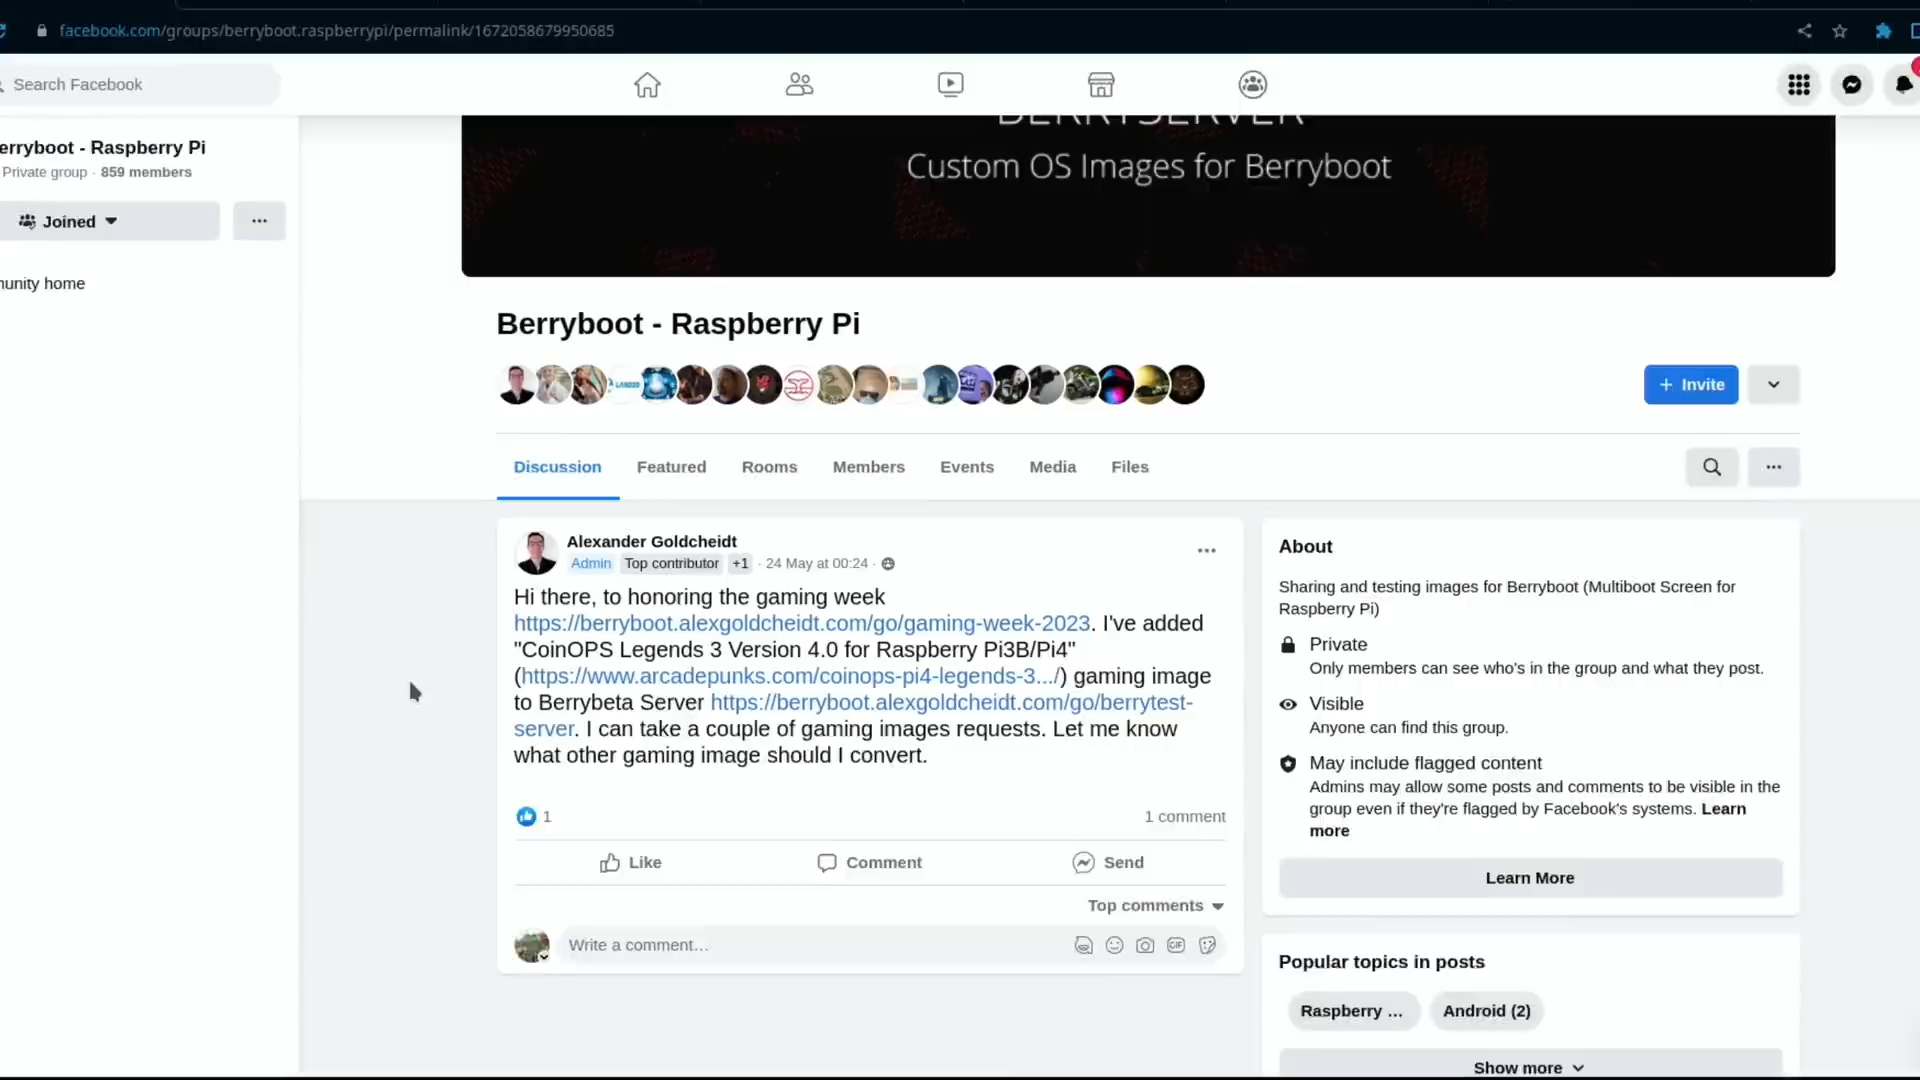 facebook.com/groups/berryboot.raspberrypi/permalink/1672058679950685
Search Facebook
erryboot - Raspberry Pi
Private group · 859 members
Joined
unity home
BERRYSERVER
Custom OS Images for Berryboot
Berryboot - Raspberry Pi
+ Invite
Discussion Featured Rooms Members Events Media Files
Alexander Goldcheidt
Admin Top contributor +1 · 24 May at 00:24 ·
Hi there, to honoring the gaming week
https://berryboot.alexgoldcheidt.com/go/gaming-week-2023. I've added
"CoinOPS Legends 3 Version 4.0 for Raspberry Pi3B/Pi4"
(https://www.arcadepunks.com/coinops-pi4-legends-3.../) gaming image
to Berrybeta Server https://berryboot.alexgoldcheidt.com/go/berrytest-
server. I can take a couple of gaming images requests. Let me know
what other gaming image should I convert.
1
1 comment
Like Comment Send
Top comments
Write a comment…
GIF
About
Sharing and testing images for Berryboot (Multiboot Screen for
Raspberry Pi)
Private
Only members can see who's in the group and what they post.
Visible
Anyone can find this group.
May include flagged content
Admins may allow some posts and comments to be visible in the
group even if they're flagged by Facebook's systems. Learn
more
Learn More
Popular topics in posts
Raspberry ... Android (2)
Show more